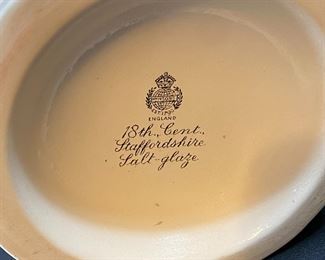 ENGLAND
18th., Cent.,
Staffordshire
Salt-glaze